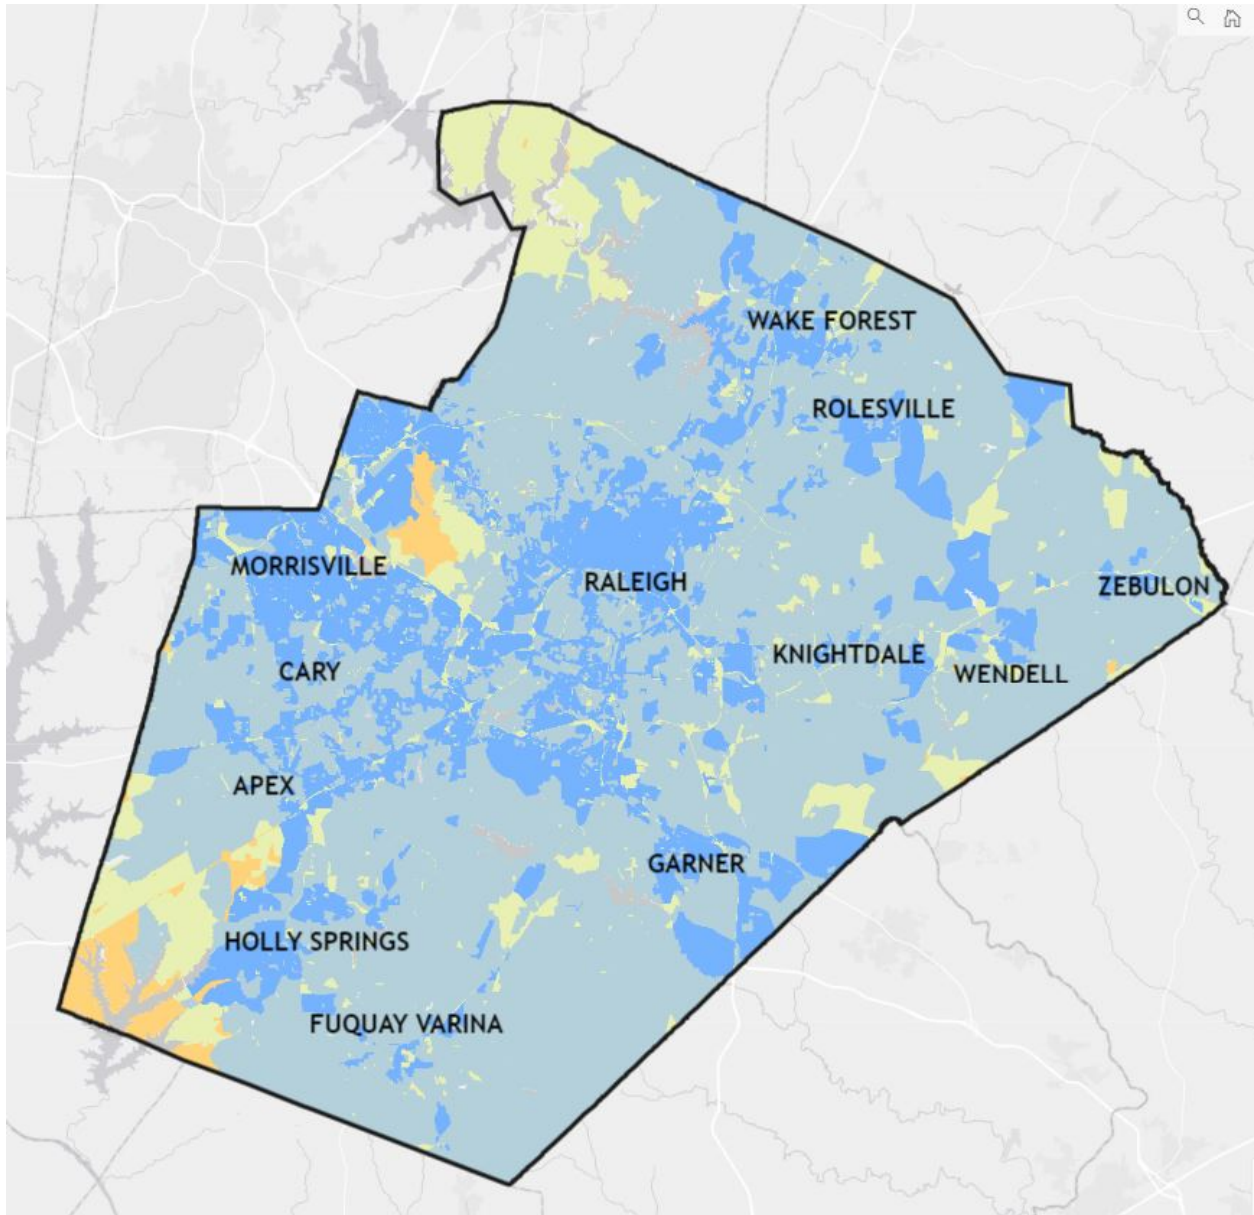 WAKE FOREST
ROLESVILLE
MORRISVILLE
RALEIGH
ZEBULON
KNIGHTDALE
CARY
WENDELL
APEX
GARNER
HOLLY SPRINGS
FUQUAY VARINA